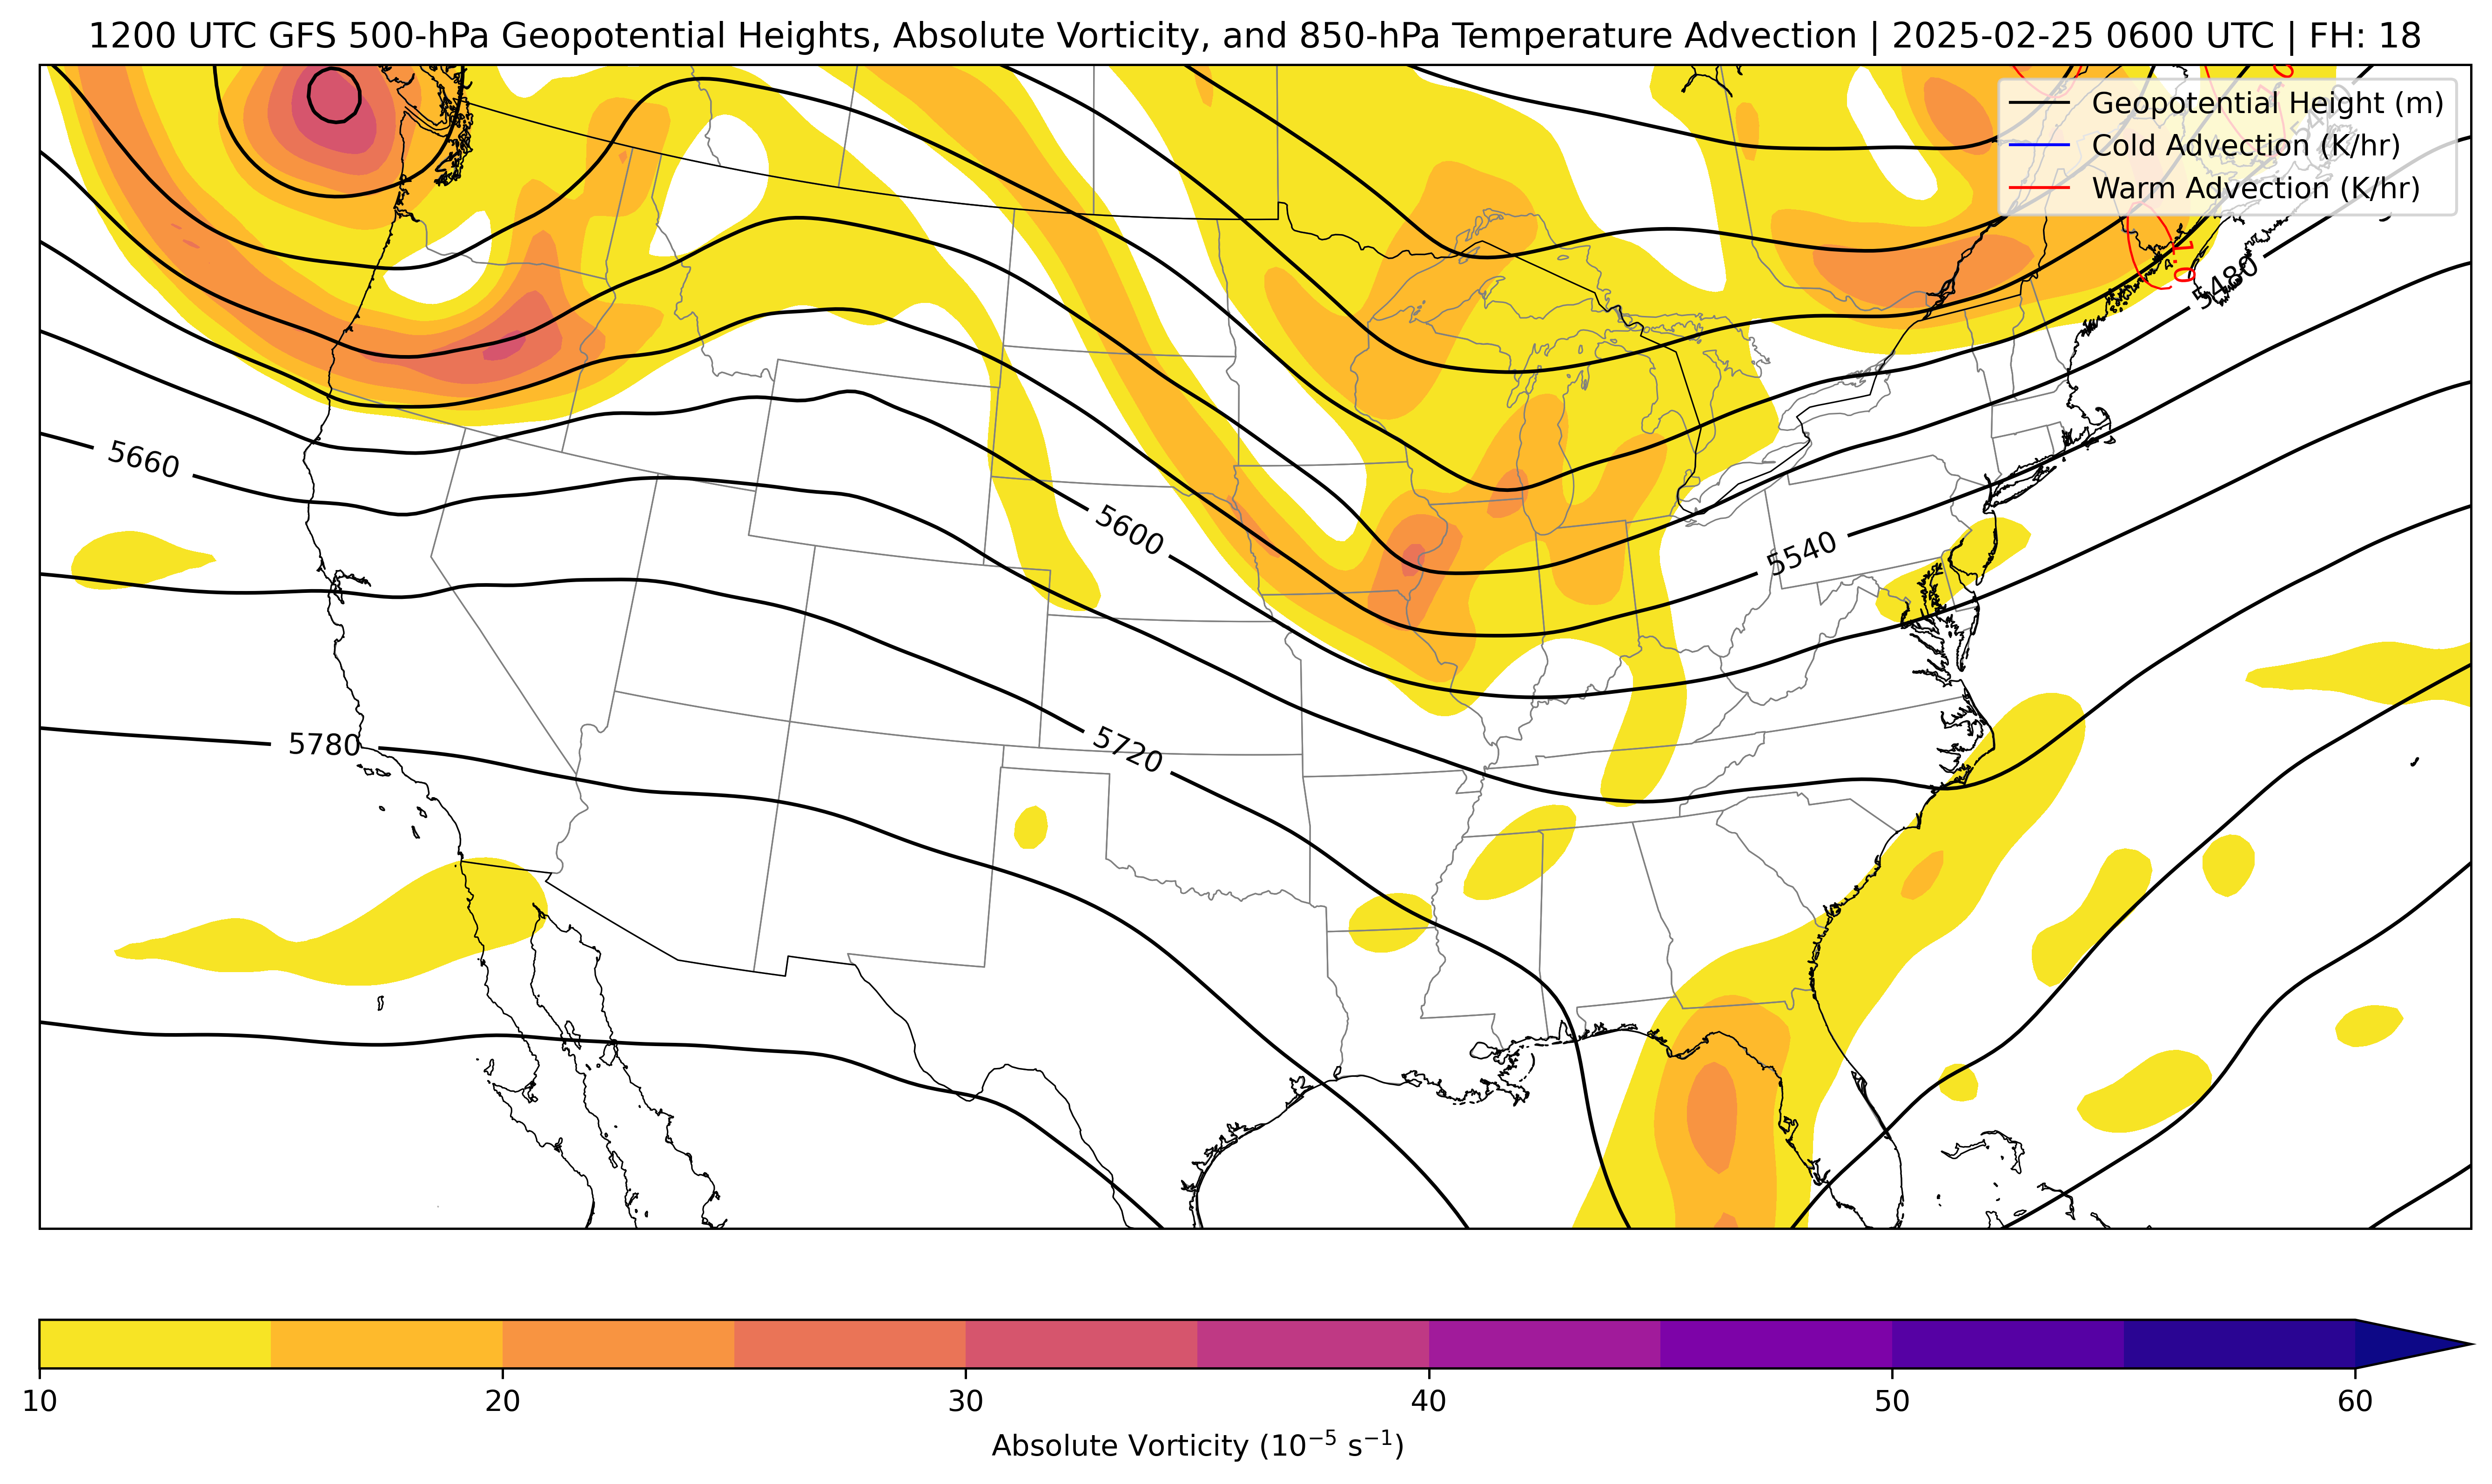 1200 UTC GFS 500-hPa Geopotential Heights, Absolute Vorticity, and 850-hPa Temperature Advection | 2025-02-25 0600 UTC | FH: 18
Geopotential Height (m)
Cold Advection (K/hr)
Warm Advection (K/hr)
1.0
5480
5660
5600
5540
5780
5720
10 20 30 40 50 60
Absolute Vorticity (10⁻⁵ s⁻¹)